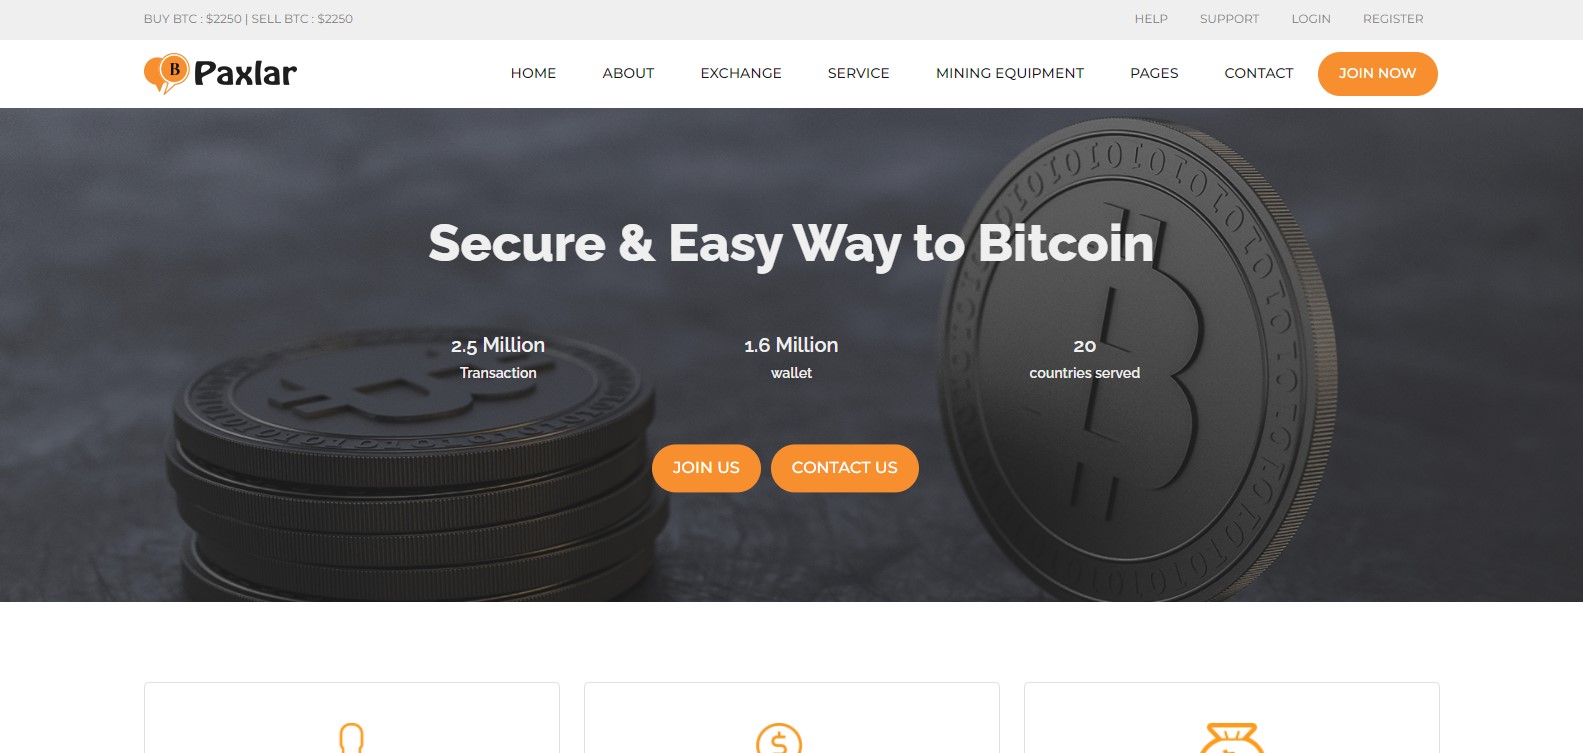 BUY BTC : $2250 | SELL BTC : $2250
HELP SUPPORT LOGIN REGISTER
B Paxlar
HOME ABOUT EXCHANGE SERVICE MINING EQUIPMENT PAGES CONTACT JOIN NOW
Secure & Easy Way to Bitcoin
2.5 Million
Transaction
1.6 Million
wallet
20
countries served
JOIN US CONTACT US